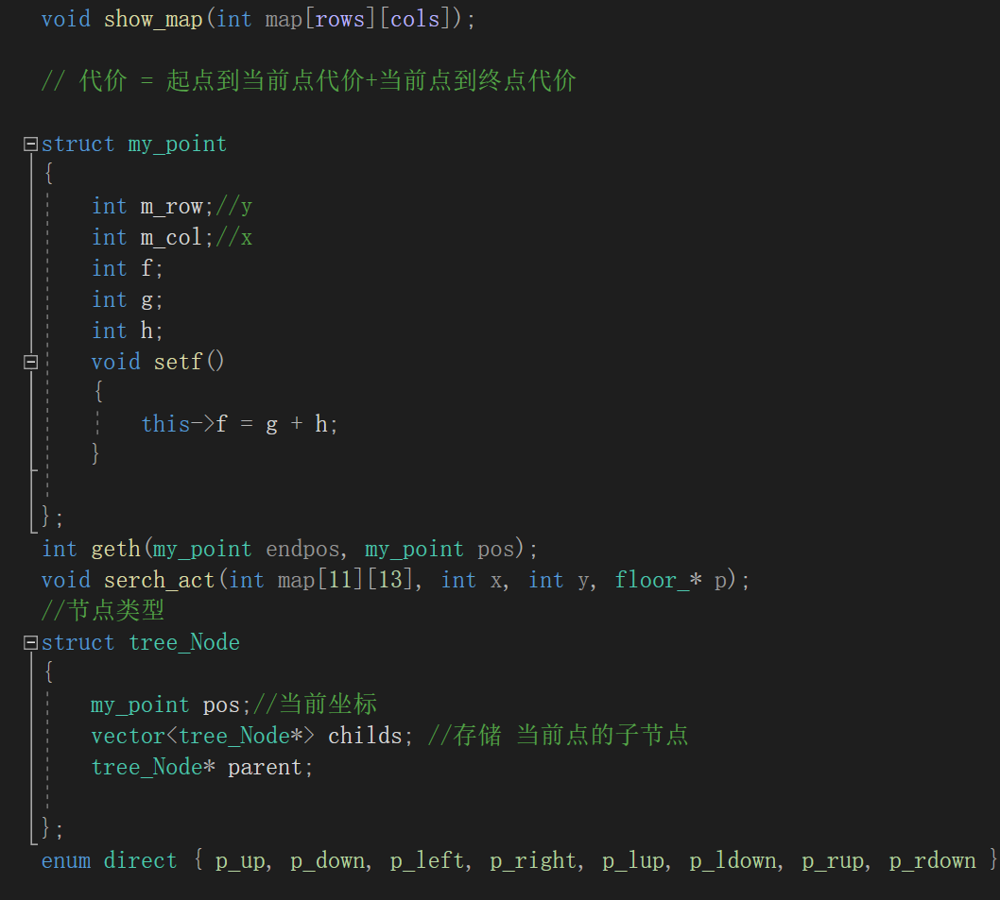 void show_map(int map[rows][cols]);
// 代价 = 起点到当前点代价+当前点到终点代价
struct my_point
{
int m_row;//y
int m_col;//x
int f;
int g;
int h;
void setf()
{
this->f = g + h;
}
};
int geth(my_point endpos, my_point pos);
void serch_act(int map[11][13], int x, int y, floor_* p);
//节点类型
struct tree_Node
{
my_point pos;//当前坐标
vector<tree_Node*> childs; //存储 当前点的子节点
tree_Node* parent;
};
enum direct { p_up, p_down, p_left, p_right, p_lup, p_ldown, p_rup, p_rdown }